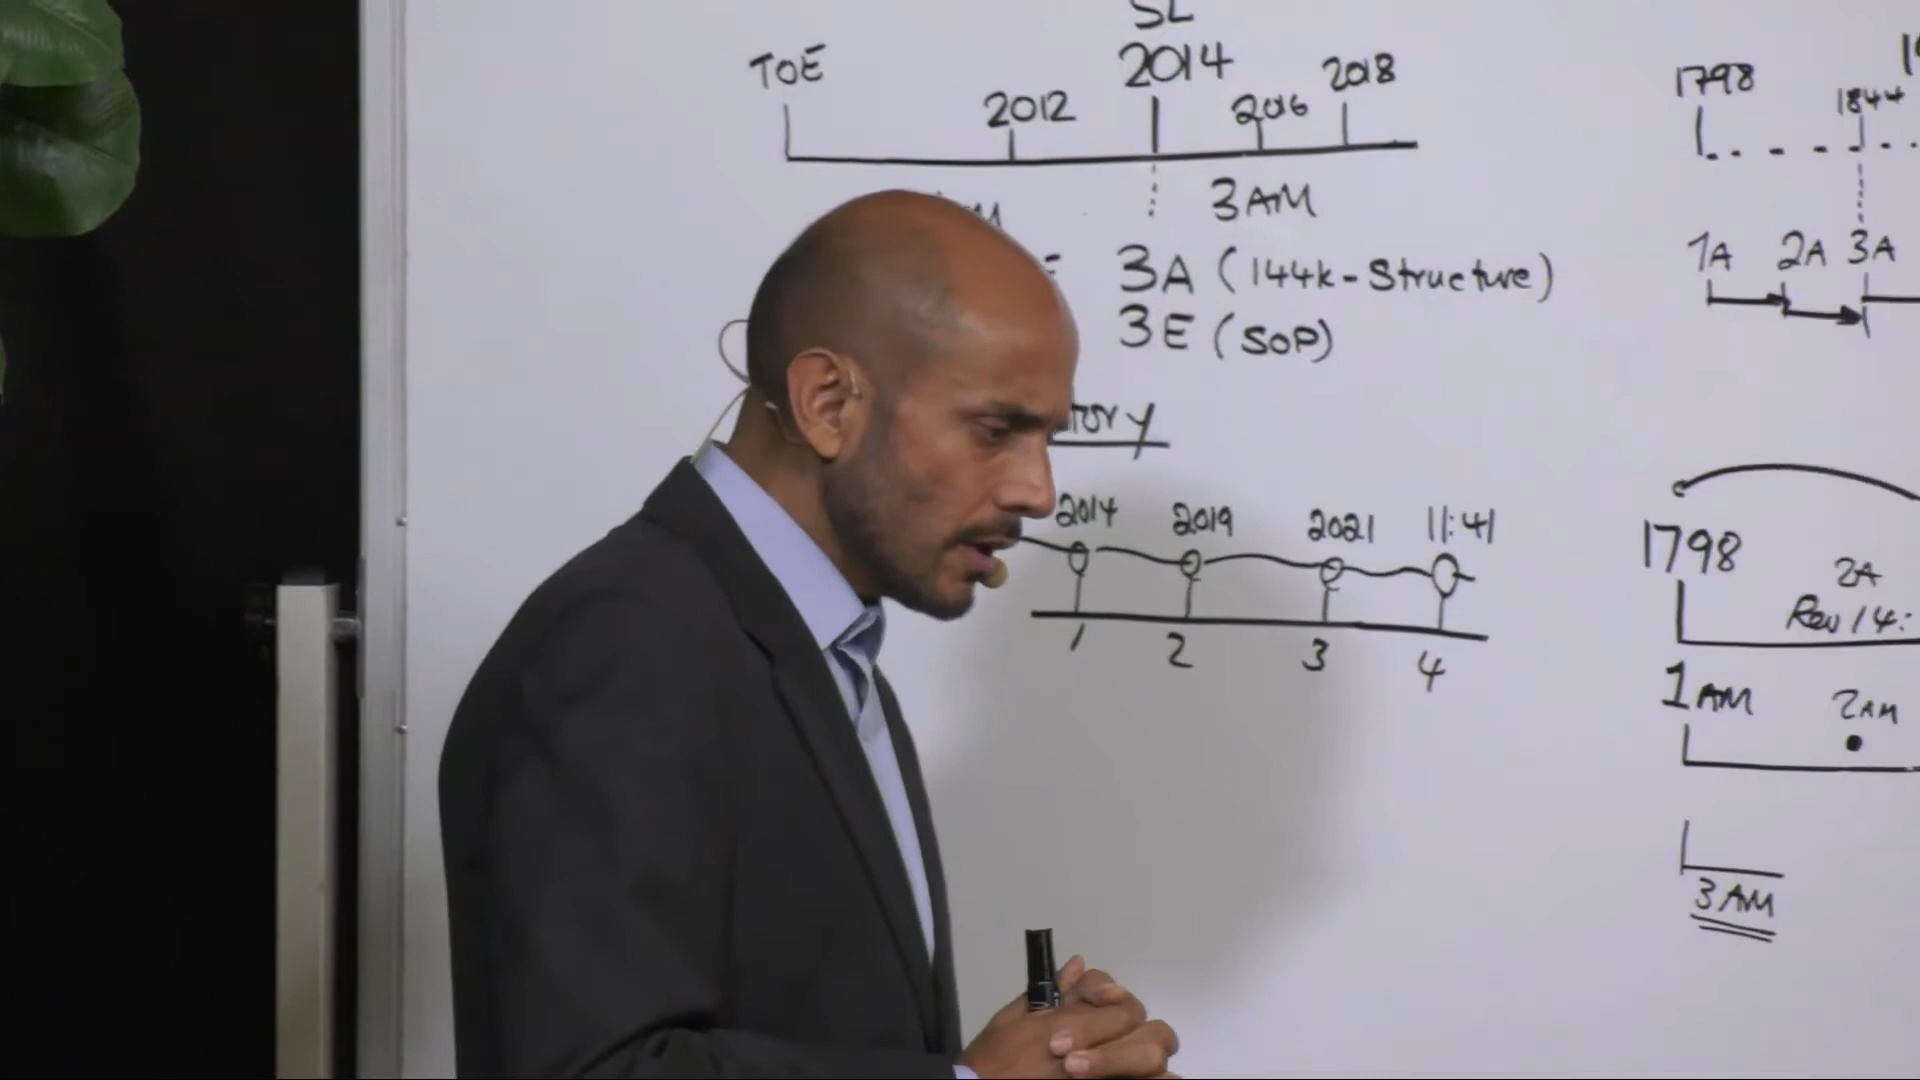 SL
TOE 2012 2014 2016 2018
3AM
3A (144k-Structure)
3E (SOP)
2014 2019 2021 11:41
1 2 3 4
1798 1844
1A 2A 3A
1798 2A
Rev 14:
1AM 2AM
3AM